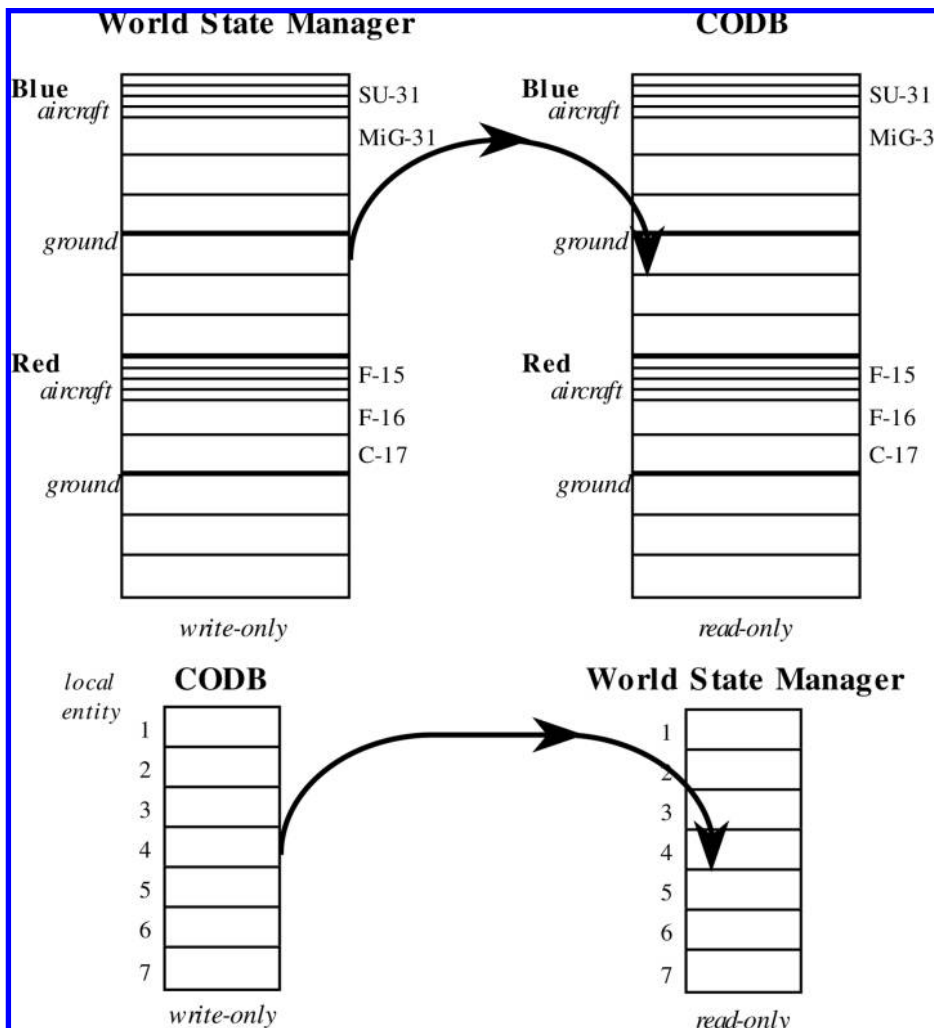 World State Manager CODB
Blue Blue
aircraft SU-31 aircraft SU-31
MiG-31 MiG-3
ground ground
Red Red
aircraft F-15 aircraft F-15
F-16 F-16
C-17 C-17
ground ground
write-only read-only
CODB World State Manager
local
entity
1 1
2 2
3 3
4 4
5 5
6 6
7 7
write-only read-only